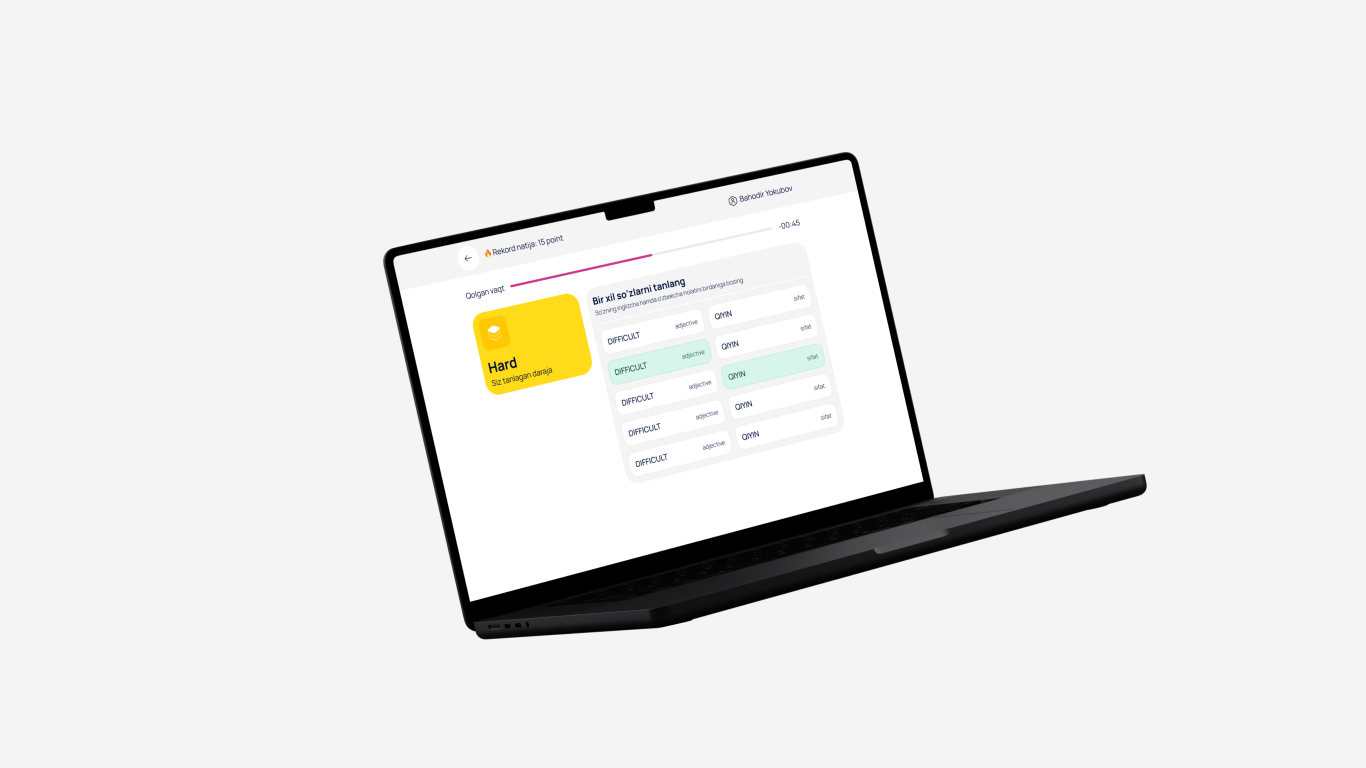 Rekord natija: 15 point
Bahodir Yokubov
Qolgan vaqt
-00:45
Hard
Siz tanlagan daraja
Bir xil so'zlarni tanlang
So'zning ingizcha hamda o'zbekcha holatini birdaniga bosing
DIFFICULT adjective
QIYIN sifat
DIFFICULT adjective
QIYIN sifat
DIFFICULT adjective
QIYIN sifat
DIFFICULT adjective
QIYIN sifat
DIFFICULT adjective
QIYIN sifat